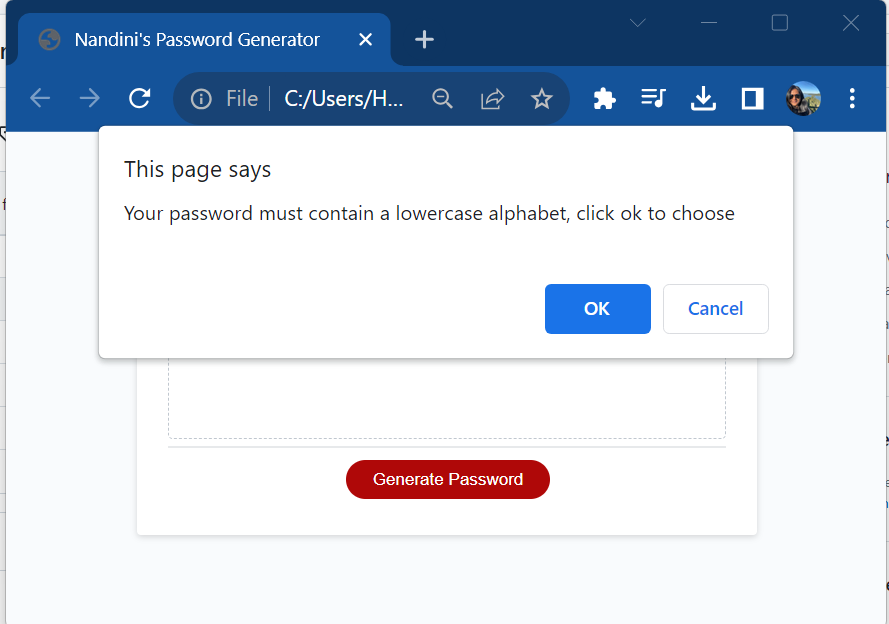 Nandini's Password Generator
File
C:/Users/H...
This page says
Your password must contain a lowercase alphabet, click ok to choose
OK
Cancel
Generate Password